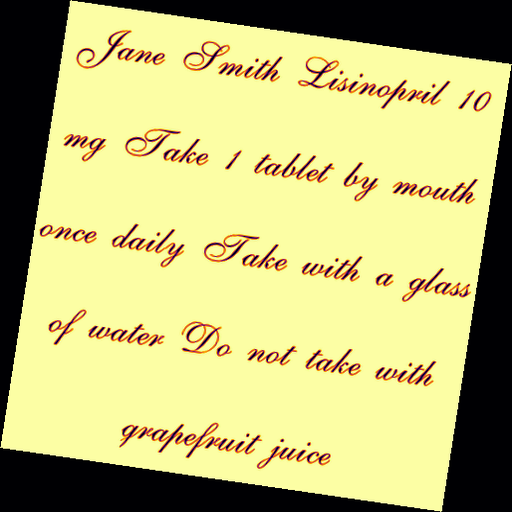 Jane Smith Lisinopril 10
mg Take 1 tablet by mouth
once daily Take with a glass
of water Do not take with
grapefruit juice